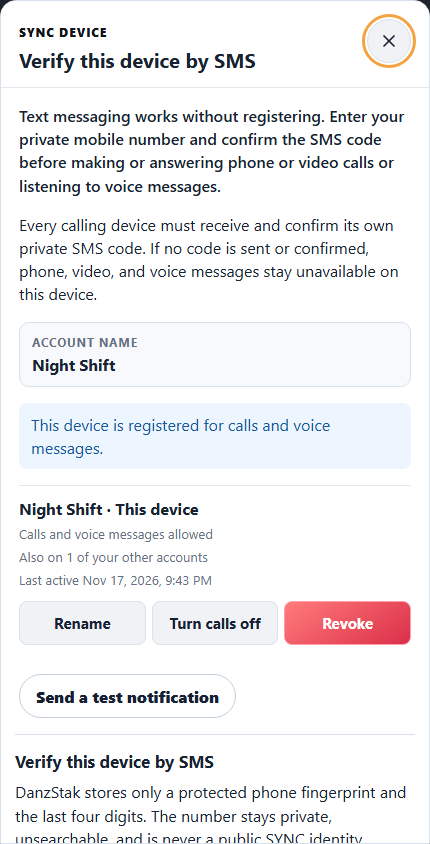 SYNC DEVICE
Verify this device by SMS
Text messaging works without registering. Enter your
private mobile number and confirm the SMS code
before making or answering phone or video calls or
listening to voice messages.
Every calling device must receive and confirm its own
private SMS code. If no code is sent or confirmed,
phone, video, and voice messages stay unavailable on
this device.
ACCOUNT NAME
Night Shift
This device is registered for calls and voice
messages.
Night Shift · This device
Calls and voice messages allowed
Also on 1 of your other accounts
Last active Nov 17, 2026, 9:43 PM
Rename
Turn calls off
Revoke
Send a test notification
Verify this device by SMS
DanzStak stores only a protected phone fingerprint and
the last four digits. The number stays private,
unsearchable, and is never a public SYNC identity.